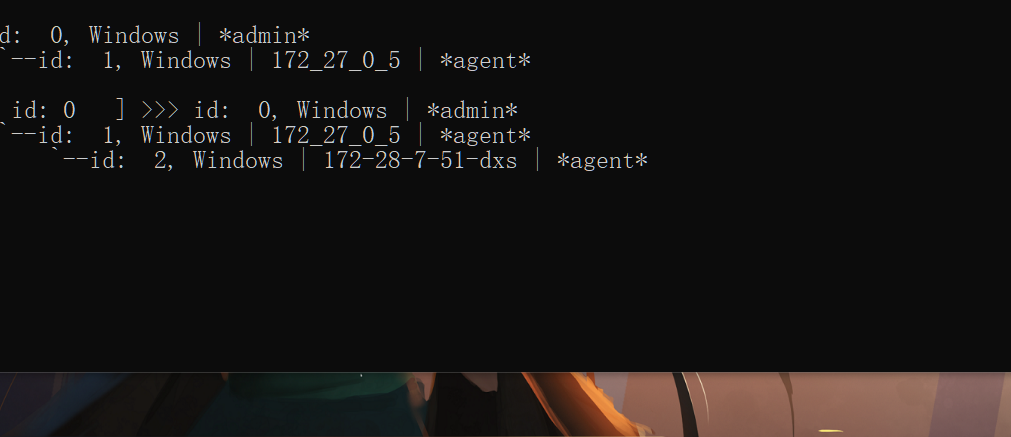 d:  0, Windows | *admin*
`--id:  1, Windows | 172_27_0_5 | *agent*
id: 0   ] >>> id:  0, Windows | *admin*
`--id:  1, Windows | 172_27_0_5 | *agent*
`--id:  2, Windows | 172-28-7-51-dxs | *agent*